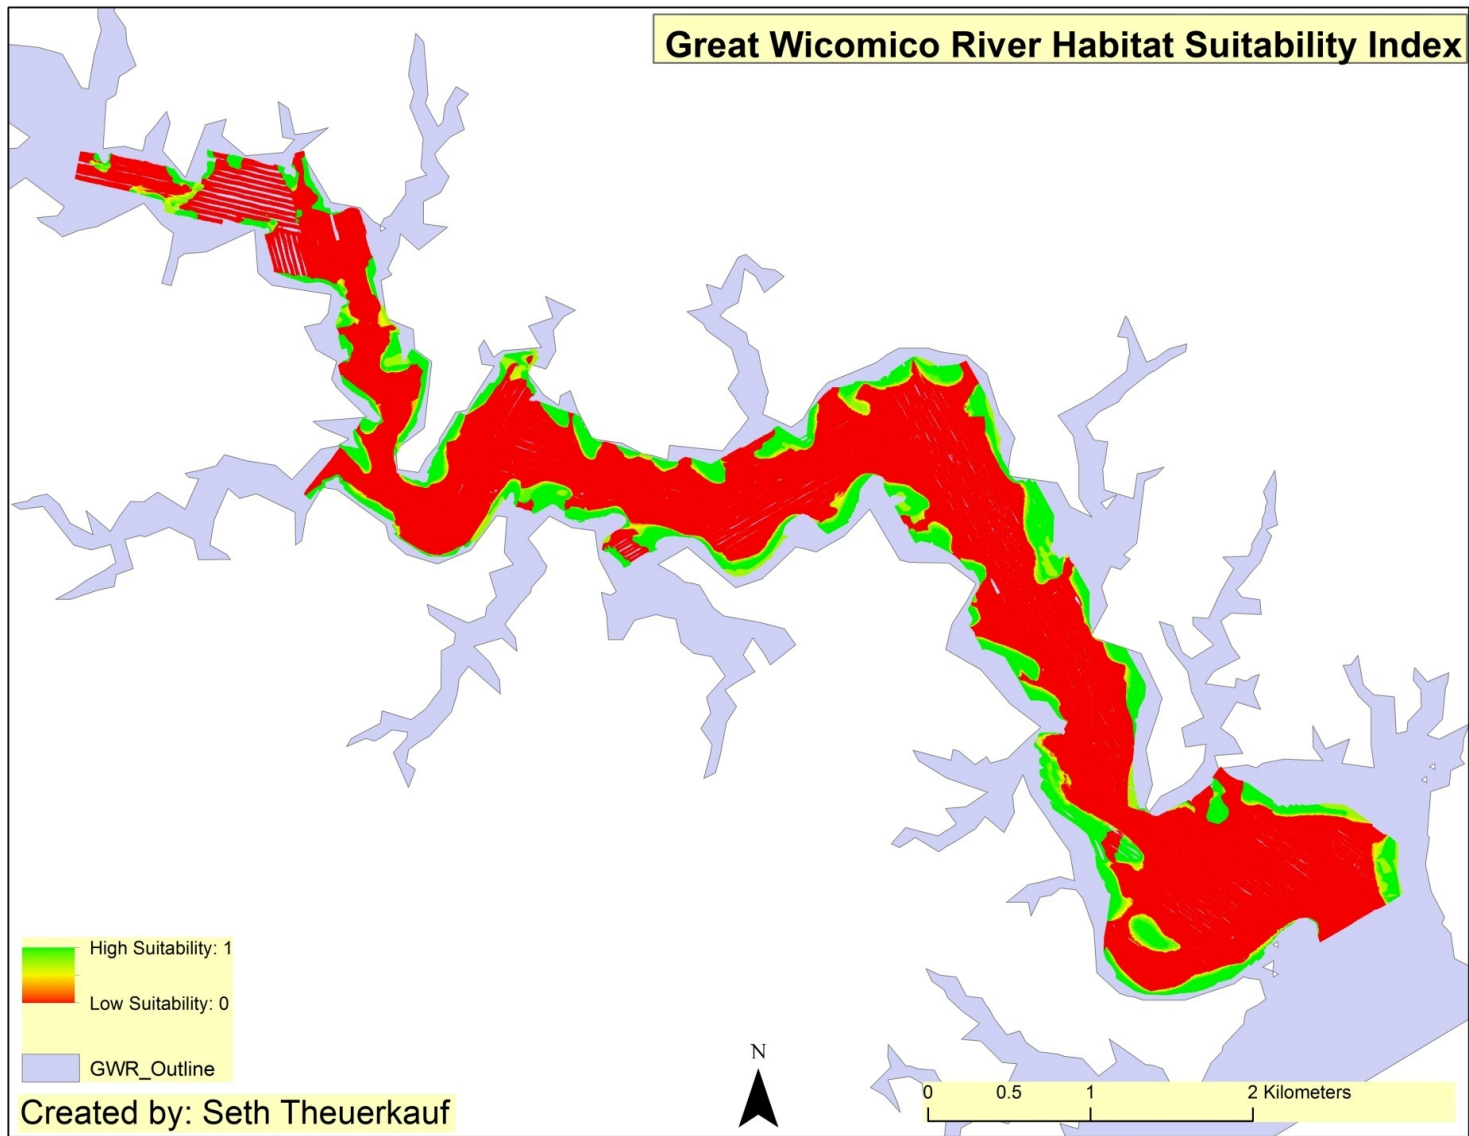 Great Wicomico River Habitat Suitability Index
High Suitability: 1
Low Suitability: 0
GWR_Outline
Created by: Seth Theuerkauf
N
0 0.5 1 2 Kilometers